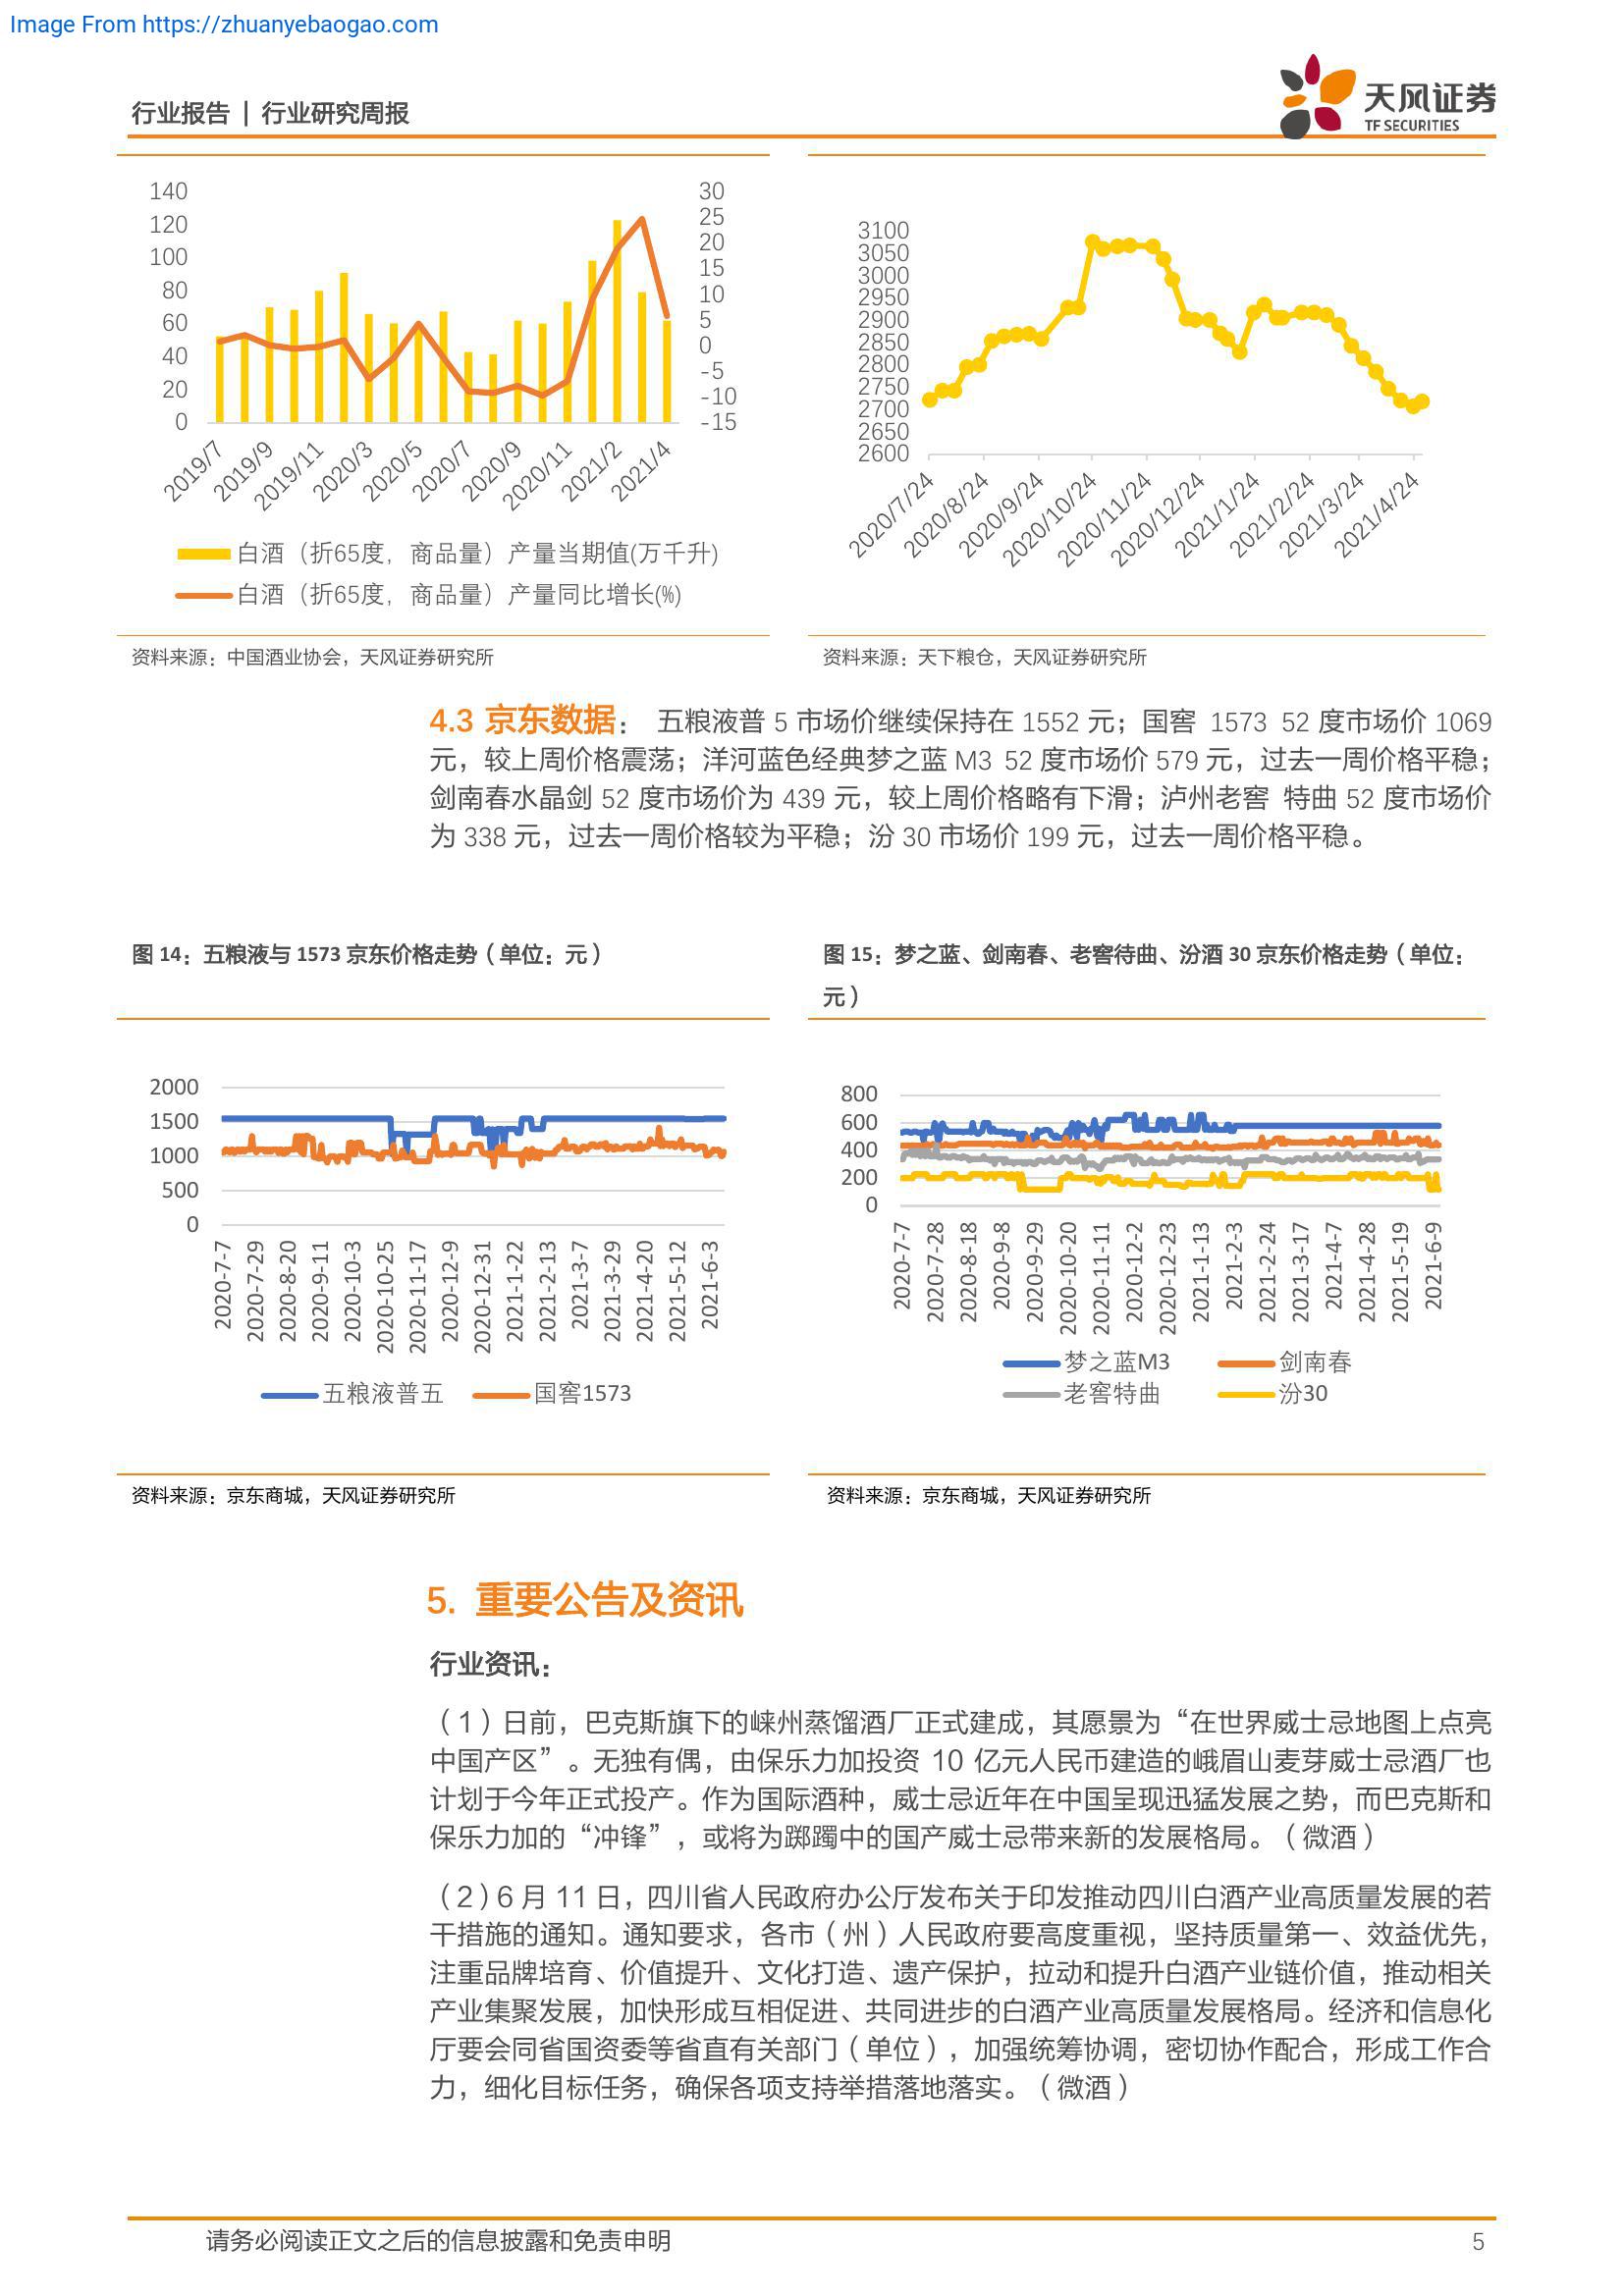 Image From https://zhuanyebaogao.com
行业报告 | 行业研究周报
天风证券
TF SECURITIES
140
120
100
80
60
40
20
0
30
25
20
15
10
5
0
-5
-10
-15
2019/7
2019/9
2019/11
2020/3
2020/5
2020/7
2020/9
2020/11
2021/2
2021/4
白酒（折65度，商品量）产量当期值(万千升)
白酒（折65度，商品量）产量同比增长(%)
3100
3050
3000
2950
2900
2850
2800
2750
2700
2650
2600
2020/7/24
2020/8/24
2020/9/24
2020/10/24
2020/11/24
2020/12/24
2021/1/24
2021/2/24
2021/3/24
2021/4/24
资料来源：中国酒业协会，天风证券研究所
资料来源：天下粮仓，天风证券研究所
4.3 京东数据： 五粮液普 5 市场价继续保持在 1552 元；国窖 1573 52 度市场价 1069
元，较上周价格震荡；洋河蓝色经典梦之蓝 M3 52 度市场价 579 元，过去一周价格平稳；
剑南春水晶剑 52 度市场价为 439 元，较上周价格略有下滑；泸州老窖 特曲 52 度市场价
为 338 元，过去一周价格较为平稳；汾 30 市场价 199 元，过去一周价格平稳。
图 14：五粮液与 1573 京东价格走势（单位：元）
图 15：梦之蓝、剑南春、老窖待曲、汾酒 30 京东价格走势（单位：
元）
2000
1500
1000
500
0
2020-7-7
2020-7-29
2020-8-20
2020-9-11
2020-10-3
2020-10-25
2020-11-17
2020-12-9
2020-12-31
2021-1-22
2021-2-13
2021-3-7
2021-3-29
2021-4-20
2021-5-12
2021-6-3
五粮液普五 国窖1573
800
600
400
200
0
2020-7-7
2020-7-28
2020-8-18
2020-9-8
2020-9-29
2020-10-20
2020-11-11
2020-12-2
2020-12-23
2021-1-13
2021-2-3
2021-2-24
2021-3-17
2021-4-7
2021-4-28
2021-5-19
2021-6-9
梦之蓝M3 剑南春
老窖特曲 汾30
资料来源：京东商城，天风证券研究所
资料来源：京东商城，天风证券研究所
5. 重要公告及资讯
行业资讯：
（1）日前，巴克斯旗下的崃州蒸馏酒厂正式建成，其愿景为“在世界威士忌地图上点亮
中国产区”。无独有偶，由保乐力加投资 10 亿元人民币建造的峨眉山麦芽威士忌酒厂也
计划于今年正式投产。作为国际酒种，威士忌近年在中国呈现迅猛发展之势，而巴克斯和
保乐力加的“冲锋”，或将为踯躅中的国产威士忌带来新的发展格局。（微酒）
（2）6 月 11 日，四川省人民政府办公厅发布关于印发推动四川白酒产业高质量发展的若
干措施的通知。通知要求，各市（州）人民政府要高度重视，坚持质量第一、效益优先，
注重品牌培育、价值提升、文化打造、遗产保护，拉动和提升白酒产业链价值，推动相关
产业集聚发展，加快形成互相促进、共同进步的白酒产业高质量发展格局。经济和信息化
厅要会同省国资委等省直有关部门（单位），加强统筹协调，密切协作配合，形成工作合
力，细化目标任务，确保各项支持举措落地落实。（微酒）
请务必阅读正文之后的信息披露和免责申明 5